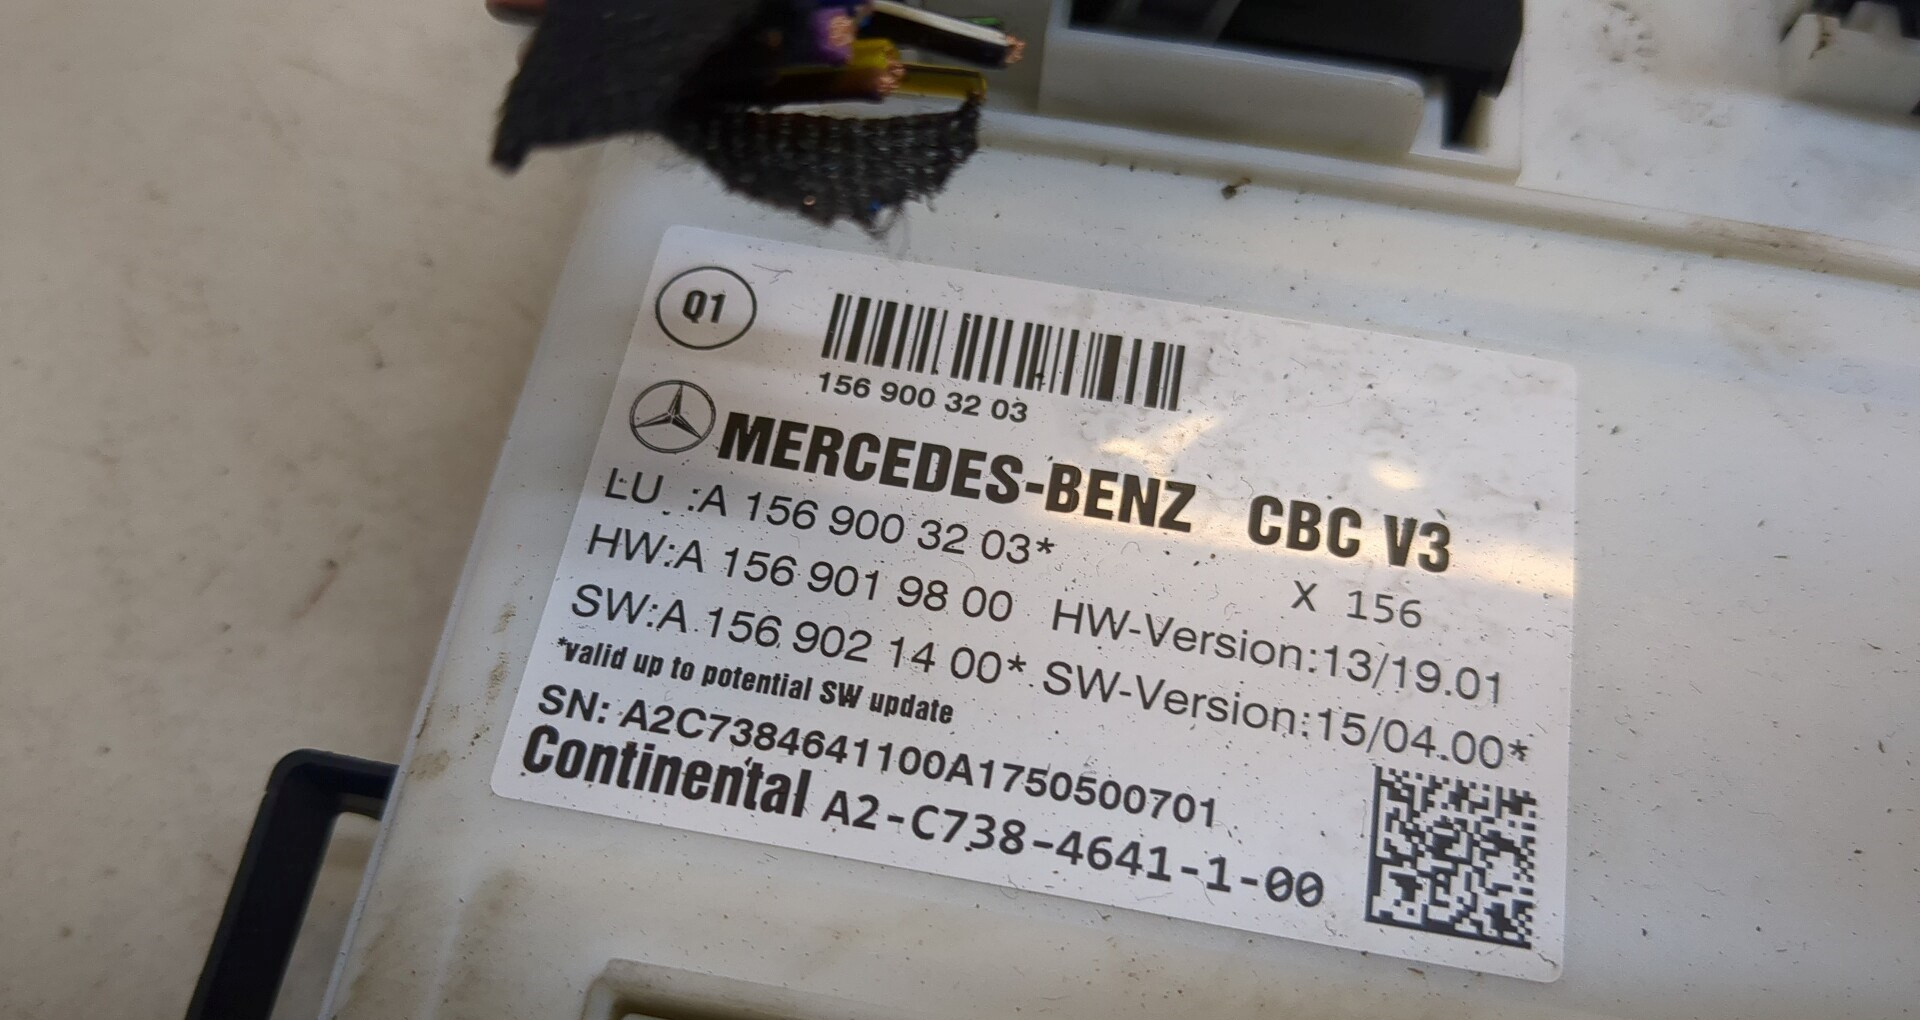 Q1
156 900 32 03
MERCEDES-BENZ CBC V3
LU. :A 156 900 32 03*
X 156
HW:A 156 901 98 00 HW-Version:13/19.01
SW:A 156 902 14 00* SW-Version:15/04.00*
*valid up to potential SW update
SN: A2C7384641100A1750500701
Continental A2-C738-4641-1-00